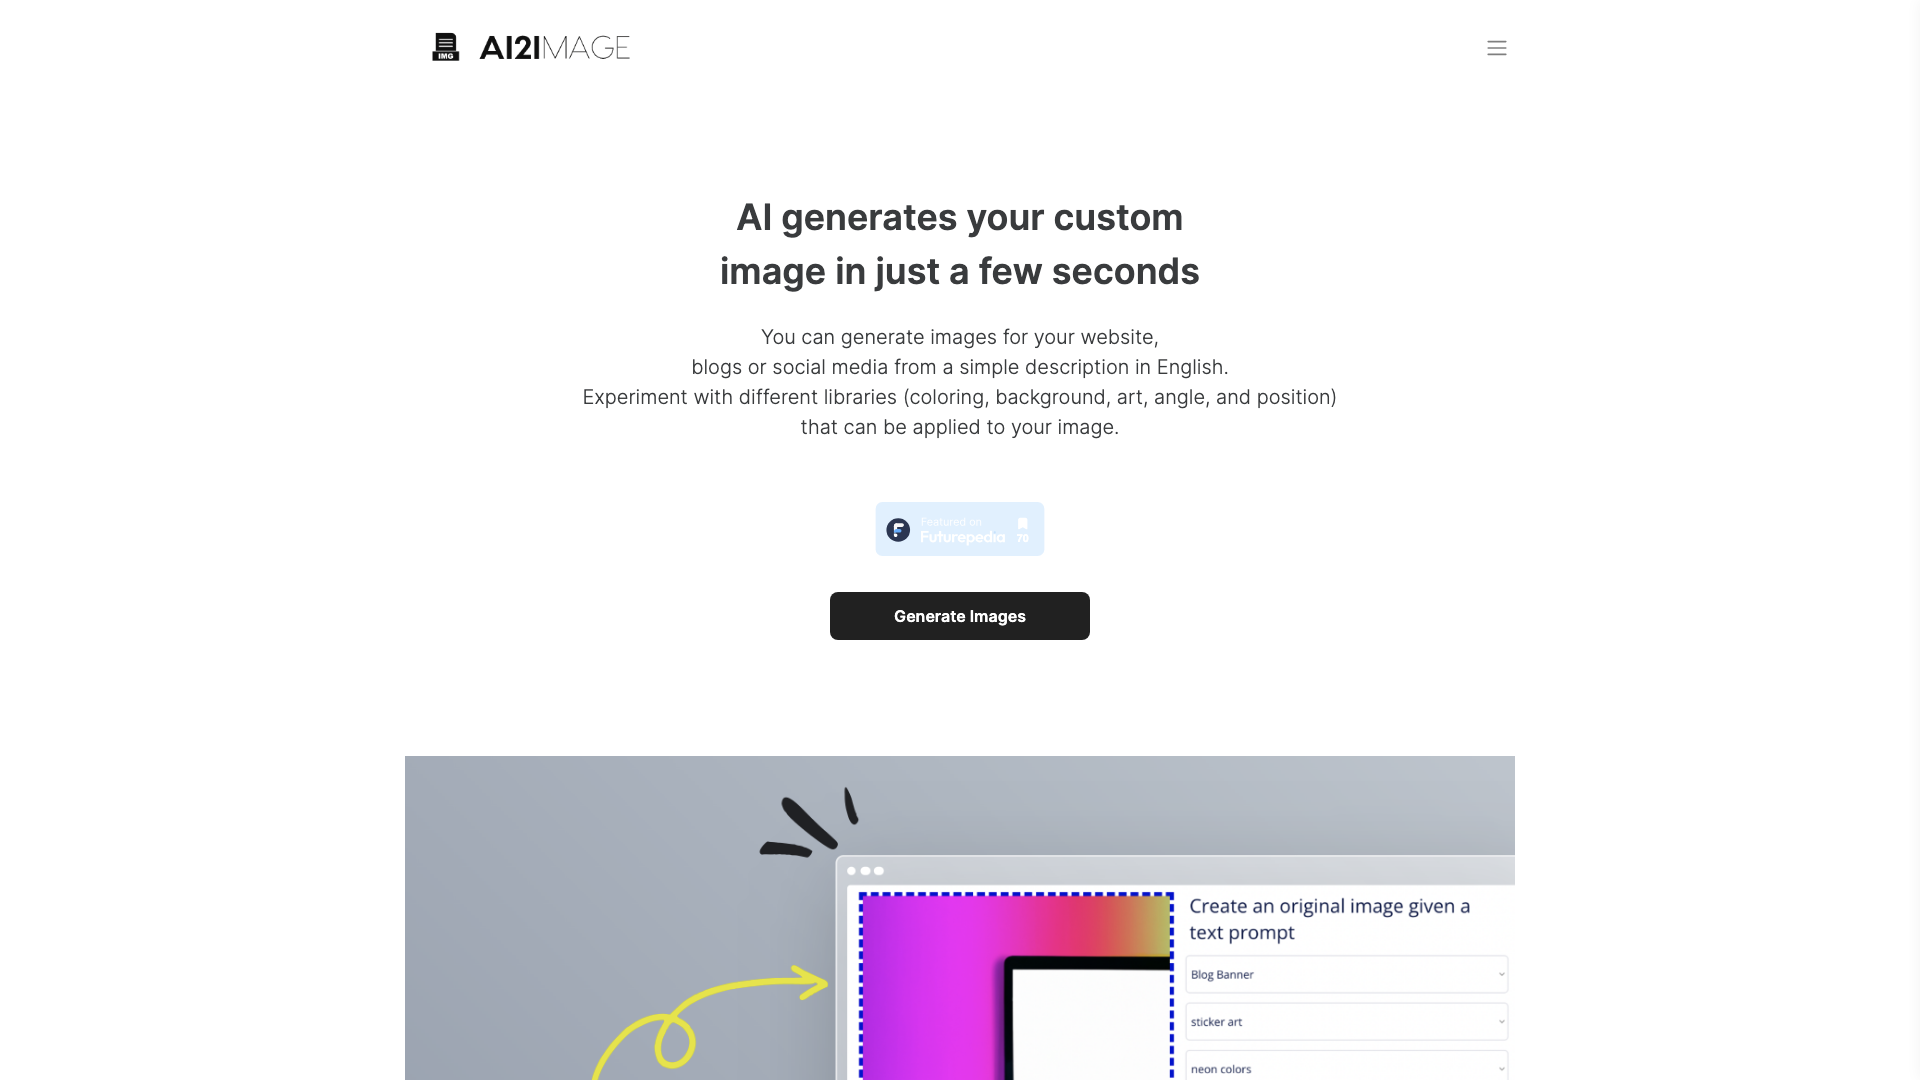 IMG
AI2IMAGE
AI generates your custom
image in just a few seconds
You can generate images for your website,
blogs or social media from a simple description in English.
Experiment with different libraries (coloring, background, art, angle, and position)
that can be applied to your image.
Featured on
Futurepedia
79
Generate Images
Create an original image given a
text prompt
Blog Banner
sticker art
neon colors